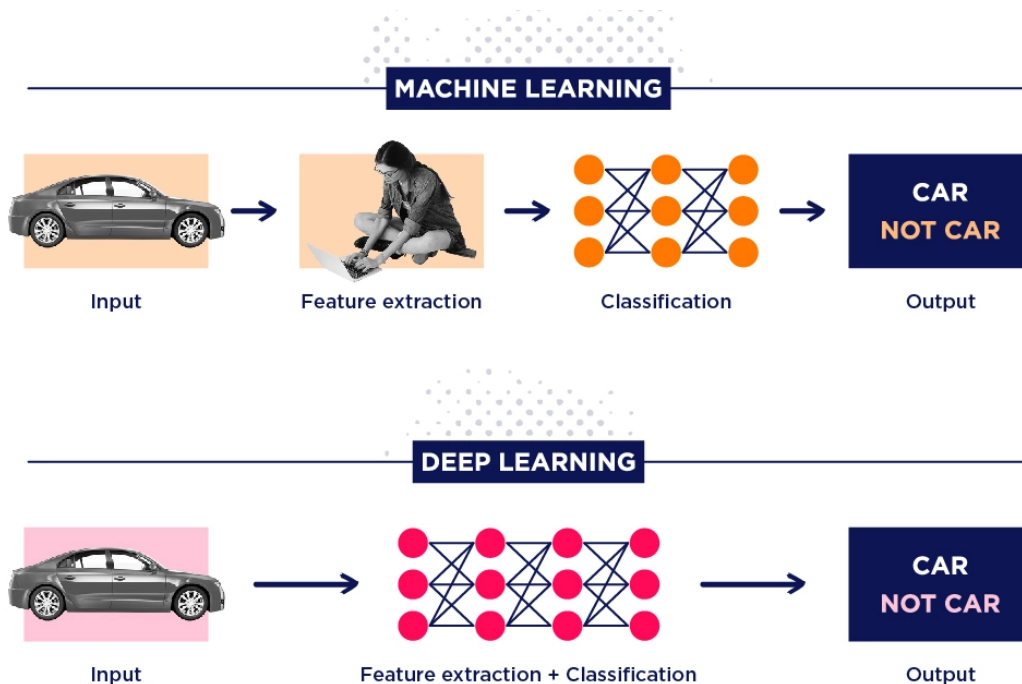 MACHINE LEARNING
CAR
NOT CAR
Input
Feature extraction
Classification
Output
DEEP LEARNING
CAR
NOT CAR
Input
Feature extraction + Classification
Output